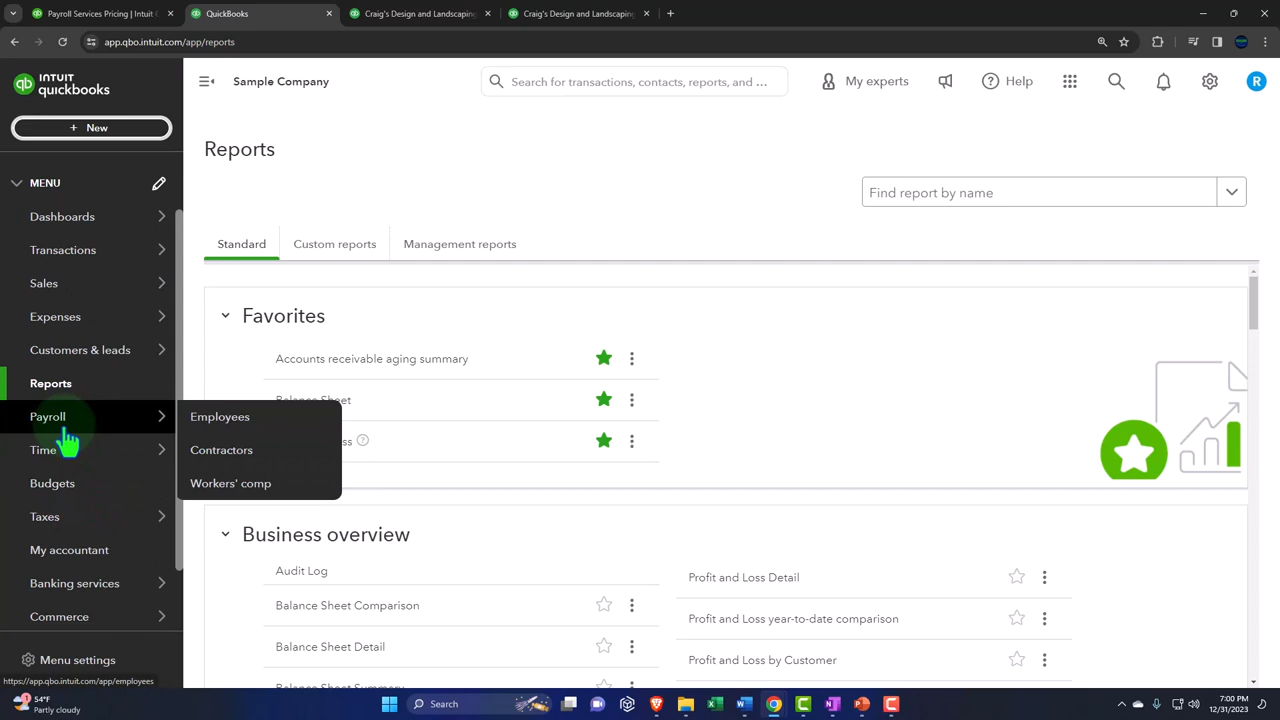 Payroll Services Pricing | Intuit
QuickBooks
Craig's Design and Landscaping
Craig's Design and Landscaping
app.qbo.intuit.com/app/reports
INTUIT
quickbooks
+ New
MENU
Dashboards
Transactions
Sales
Expenses
Customers & leads
Reports
Payroll
Time
Budgets
Taxes
My accountant
Banking services
Commerce
Menu settings
https://app.qbo.intuit.com/app/employees
Employees
Contractors
Workers' comp
Sample Company
Search for transactions, contacts, reports, and ...
My experts
Help
R
Reports
Find report by name
Standard
Custom reports
Management reports
Favorites
Accounts receivable aging summary
Balance Sheet
ss
Business overview
Audit Log
Balance Sheet Comparison
Balance Sheet Detail
Balance Sheet Summary
Profit and Loss Detail
Profit and Loss year-to-date comparison
Profit and Loss by Customer
54°F
Partly cloudy
Search
7:00 PM
12/31/2023